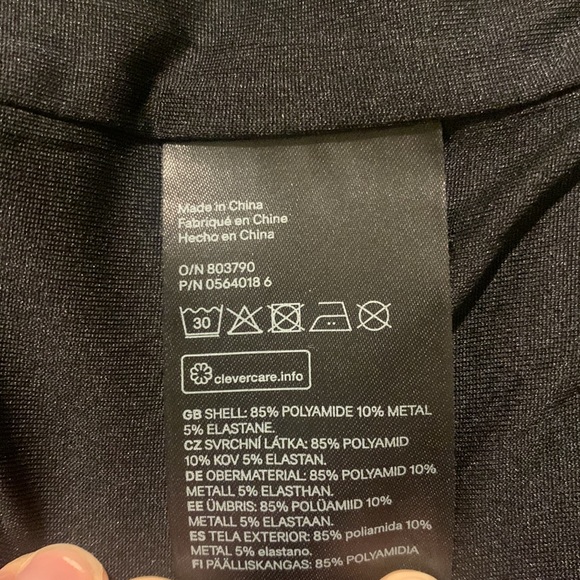 Made in China
Fabriqué en Chine
Hecho en China
O/N 803790
P/N 0564018 6
30
clevercare.info
GB SHELL: 85% POLYAMIDE 10% METAL
5% ELASTANE.
CZ SVRCHNÍ LÁTKA: 85% POLYAMID
10% KOV 5% ELASTAN.
DE OBERMATERIAL: 85% POLYAMID 10%
METALL 5% ELASTHAN.
EE ÜMBRIS: 85% POLÜAMIID 10%
METALL 5% ELASTAAN.
ES TELA EXTERIOR: 85% poliamida 10%
METAL 5% elastano.
FI PÄÄLLISKANGAS: 85% POLYAMIDIA